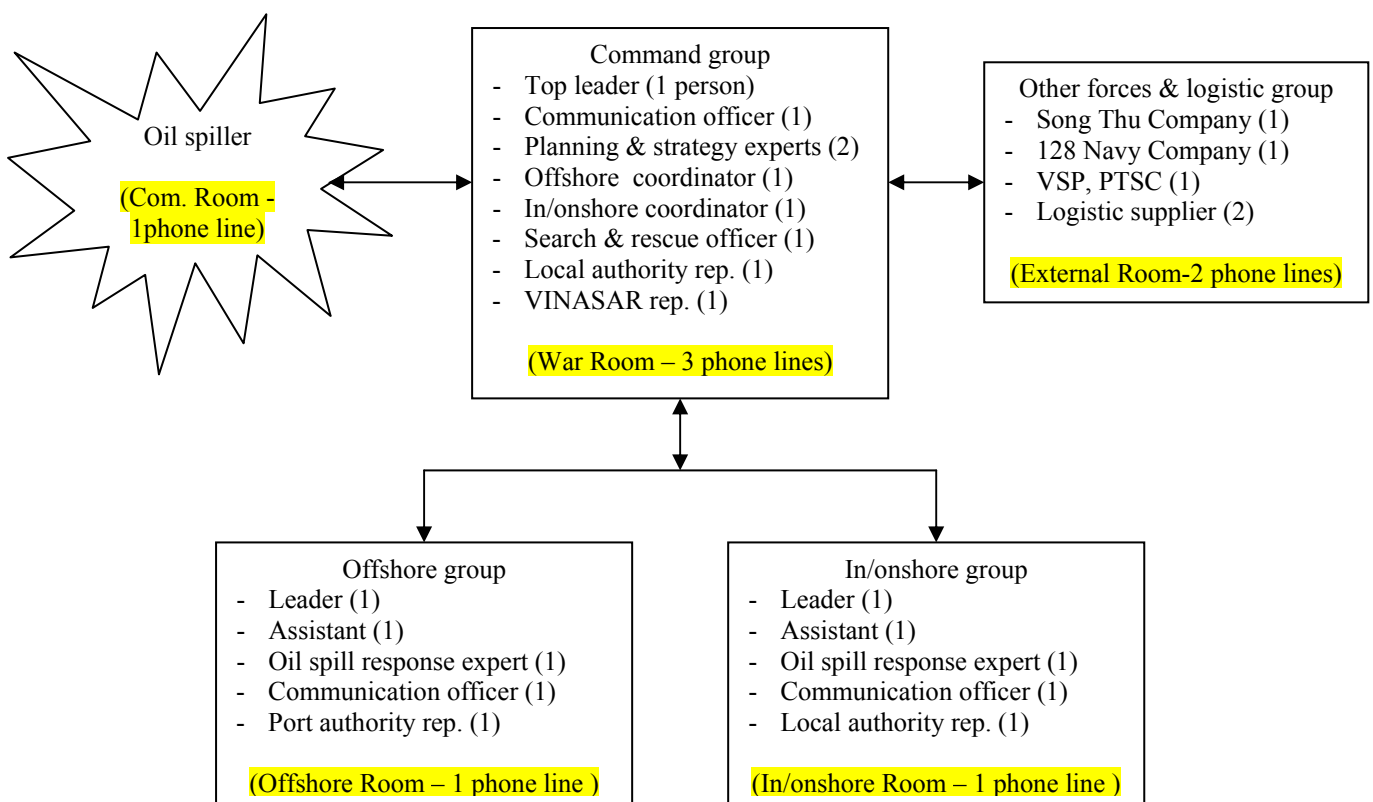 Oil spiller
(Com. Room -
1phone line)
Command group
- Top leader (1 person)
- Communication officer (1)
- Planning & strategy experts (2)
- Offshore coordinator (1)
- In/onshore coordinator (1)
- Search & rescue officer (1)
- Local authority rep. (1)
- VINASAR rep. (1)
(War Room – 3 phone lines)
Other forces & logistic group
- Song Thu Company (1)
- 128 Navy Company (1)
- VSP, PTSC (1)
- Logistic supplier (2)
(External Room-2 phone lines)
Offshore group
- Leader (1)
- Assistant (1)
- Oil spill response expert (1)
- Communication officer (1)
- Port authority rep. (1)
(Offshore Room – 1 phone line )
In/onshore group
- Leader (1)
- Assistant (1)
- Oil spill response expert (1)
- Communication officer (1)
- Local authority rep. (1)
(In/onshore Room – 1 phone line )